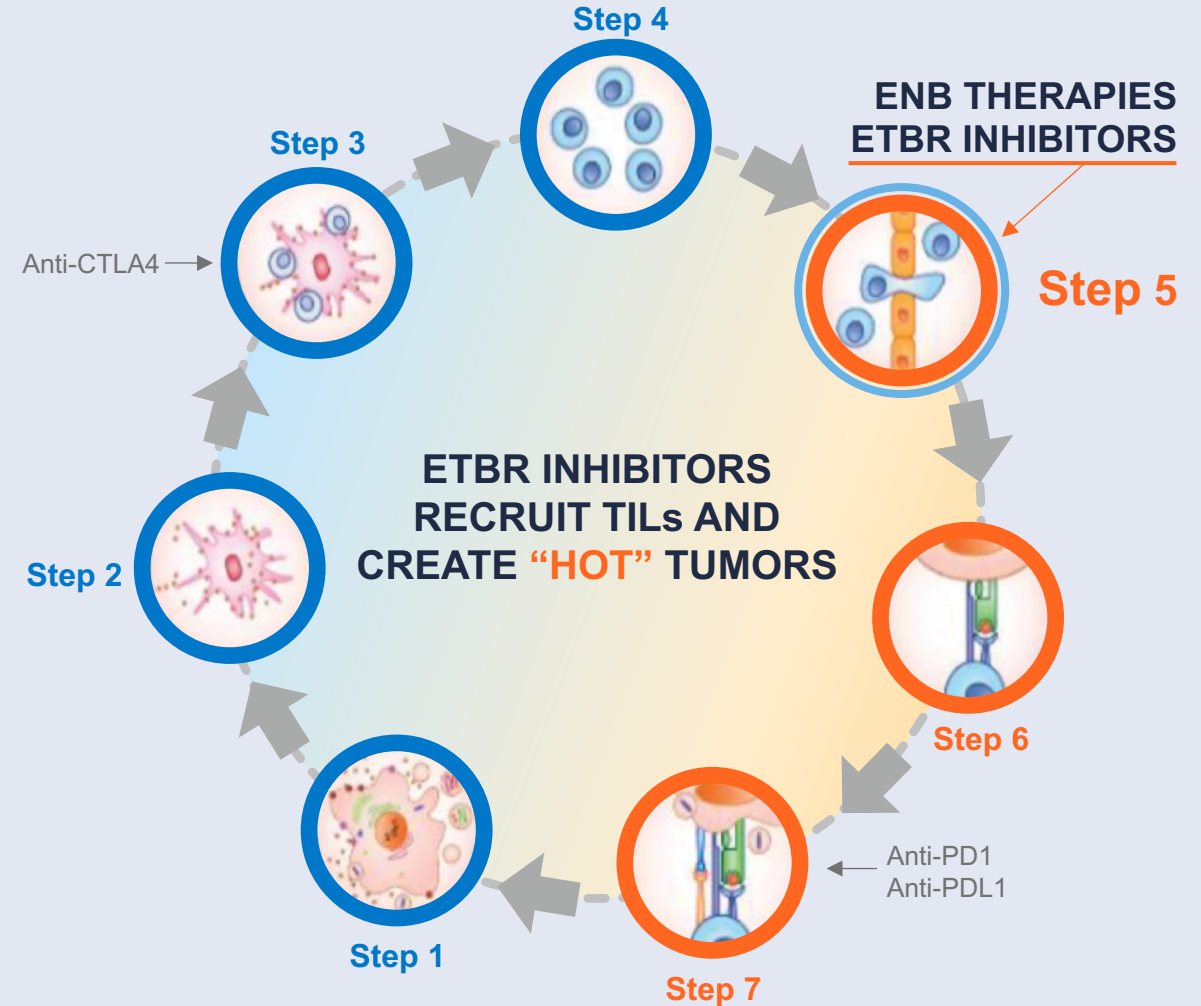 Step 4
ENB THERAPIES
ETBR INHIBITORS
Step 3
Anti-CTLA4
Step 5
ETBR INHIBITORS
RECRUIT TILs AND
CREATE “HOT” TUMORS
Step 2
Step 6
Anti-PD1
Anti-PDL1
Step 1
Step 7